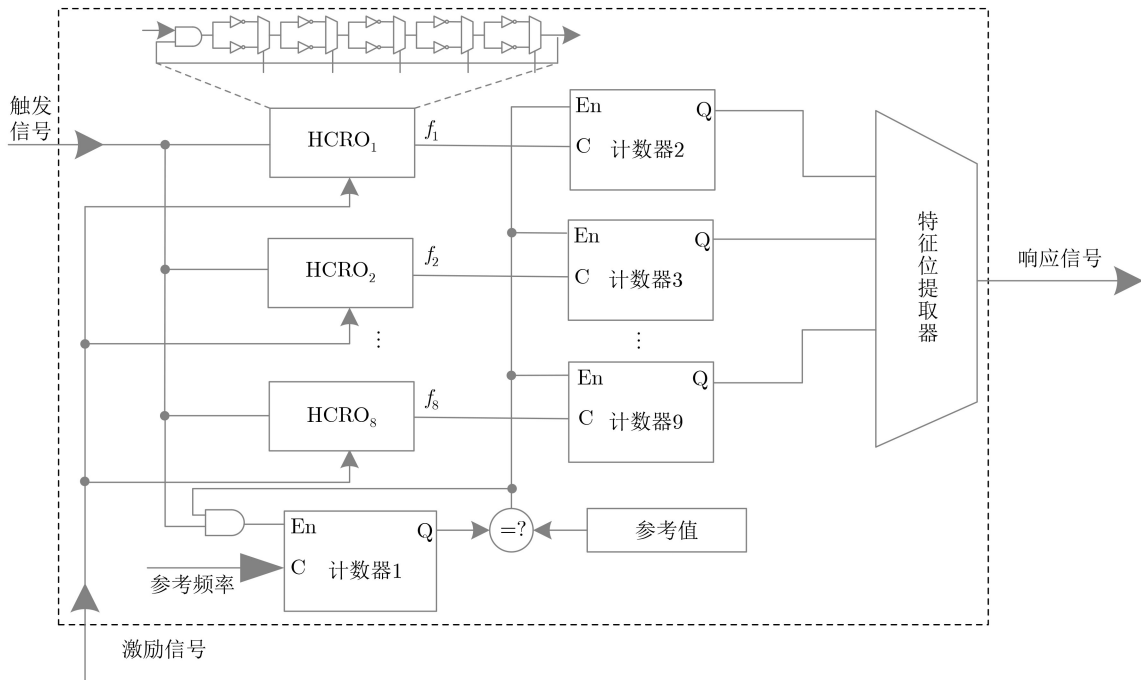 触发
信号
HCRO₁
f₁
En
Q
C
计数器2
HCRO₂
f₂
En
Q
C
计数器3
⋮
⋮
HCRO₈
f₈
En
Q
C
计数器9
特征位提取器
响应信号
En
Q
C
计数器1
=?
参考值
参考频率
激励信号